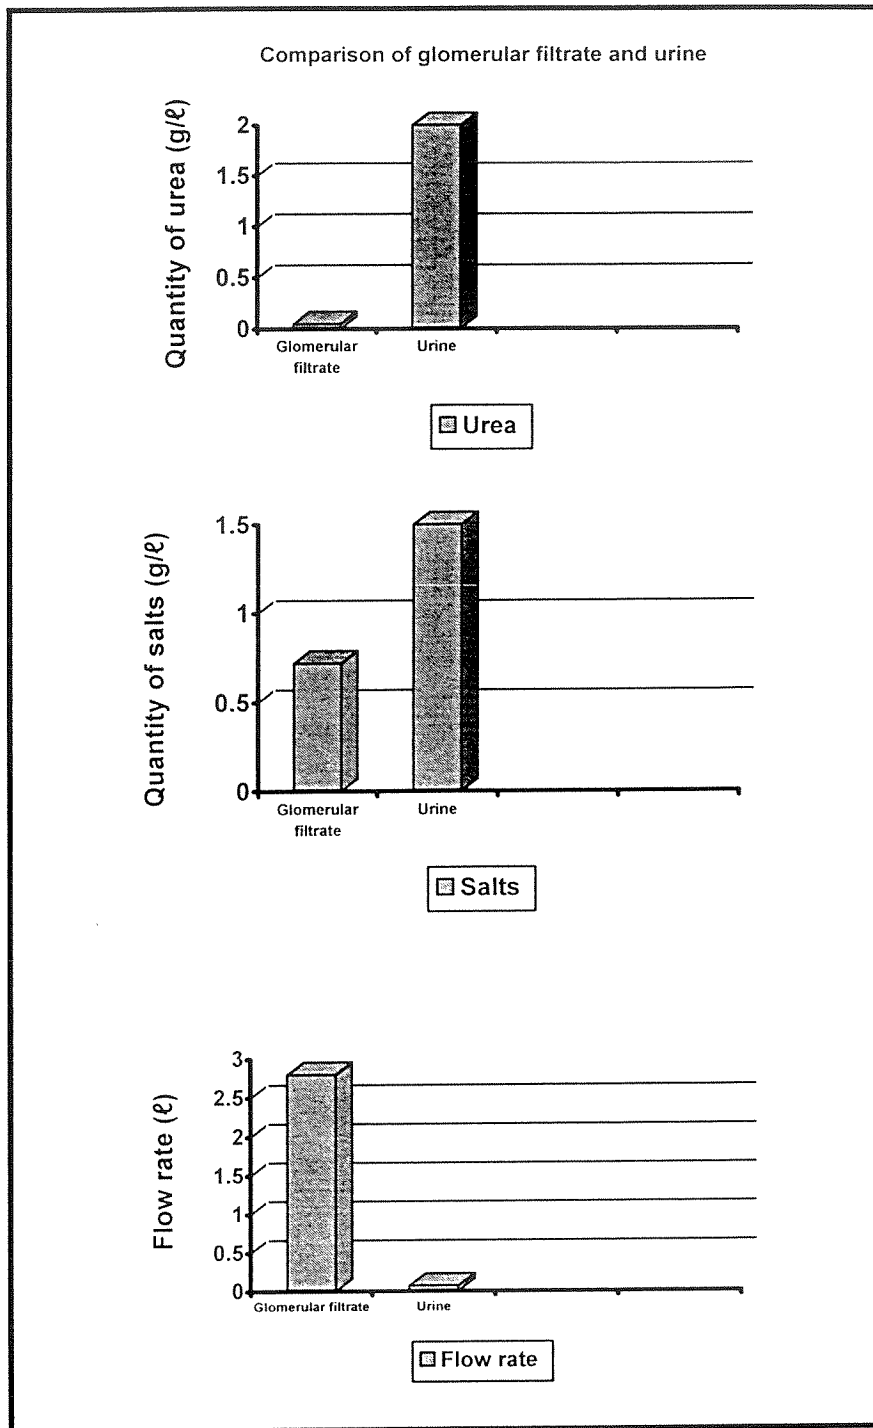 Comparison of glomerular filtrate and urine
Quantity of urea (g/ℓ)
2
1.5
1
0.5
0
Glomerular
filtrate
Urine
Urea
Quantity of salts (g/ℓ)
1.5
1
0.5
0
Glomerular
filtrate
Urine
Salts
Flow rate (ℓ)
3
2.5
2
1.5
1
0.5
0
Glomerular filtrate
Urine
Flow rate